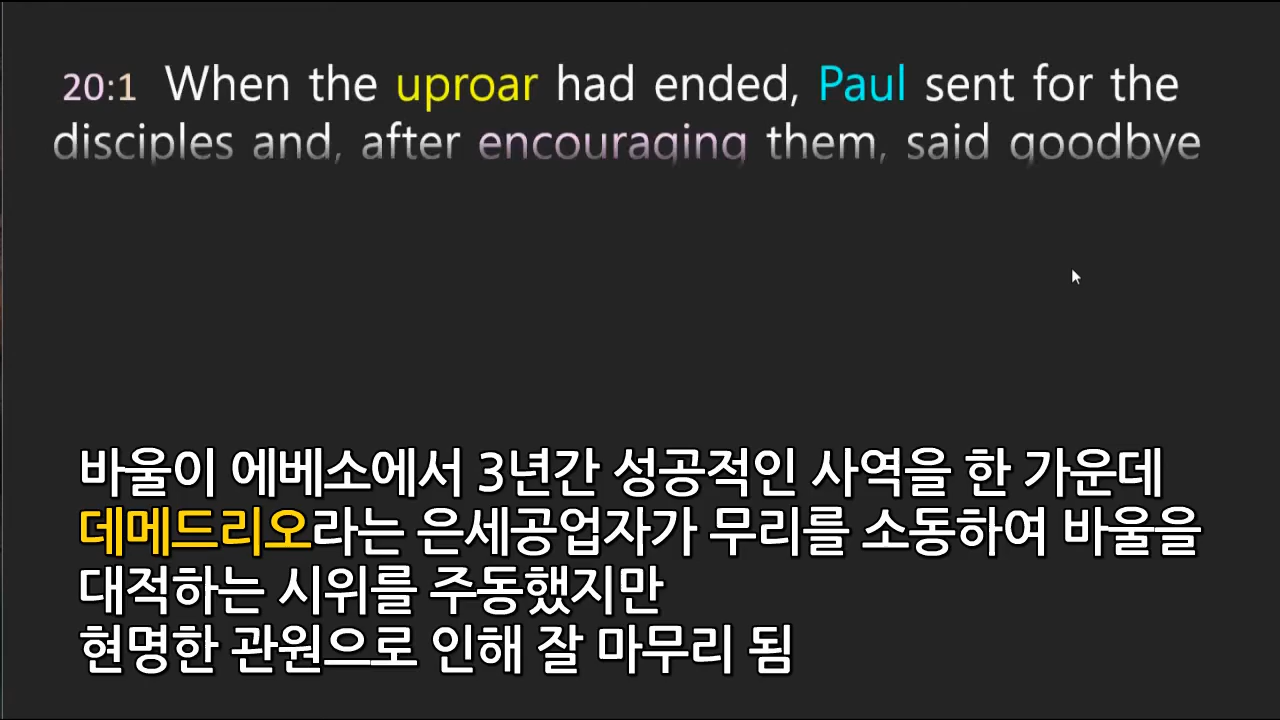 20:1 When the uproar had ended, Paul sent for the
disciples and, after encouraging them, said goodbye
바울이 에베소에서 3년간 성공적인 사역을 한 가운데
데메드리오라는 은세공업자가 무리를 소동하여 바울을
대적하는 시위를 주동했지만
현명한 관원으로 인해 잘 마무리 됨